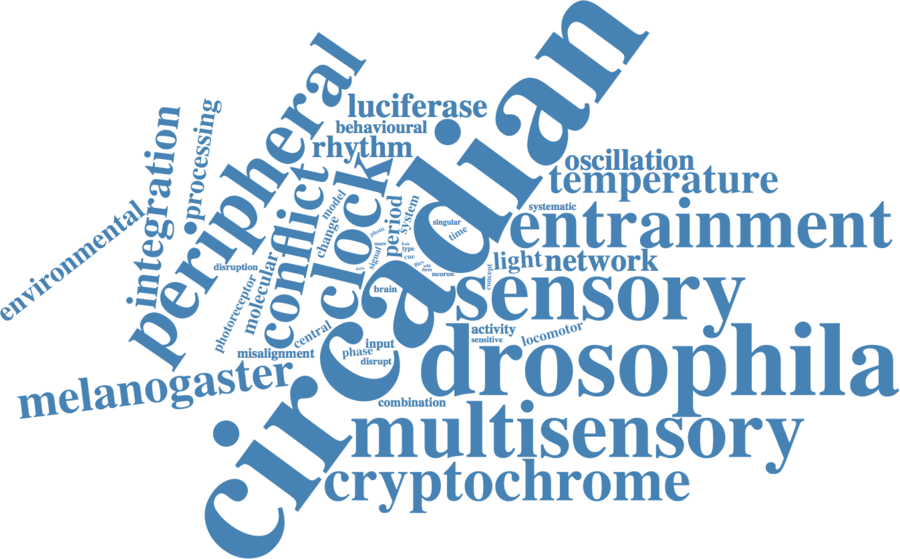 circadian
peripheral
luciferase
behavioural
rhythm
processing
integration
environmental
conflict
clock
oscillation
temperature
systematic
entrainment
model
change
period
system
singular
time
photic
signal
type
cue
disruption
molecular
photoreceptor
brain
neuron
concept
light
network
sensory
central
misalignment
input
phase
disrupt
activity
sensitive
locomotor
drosophila
melanogaster
combination
multisensory
cryptochrome